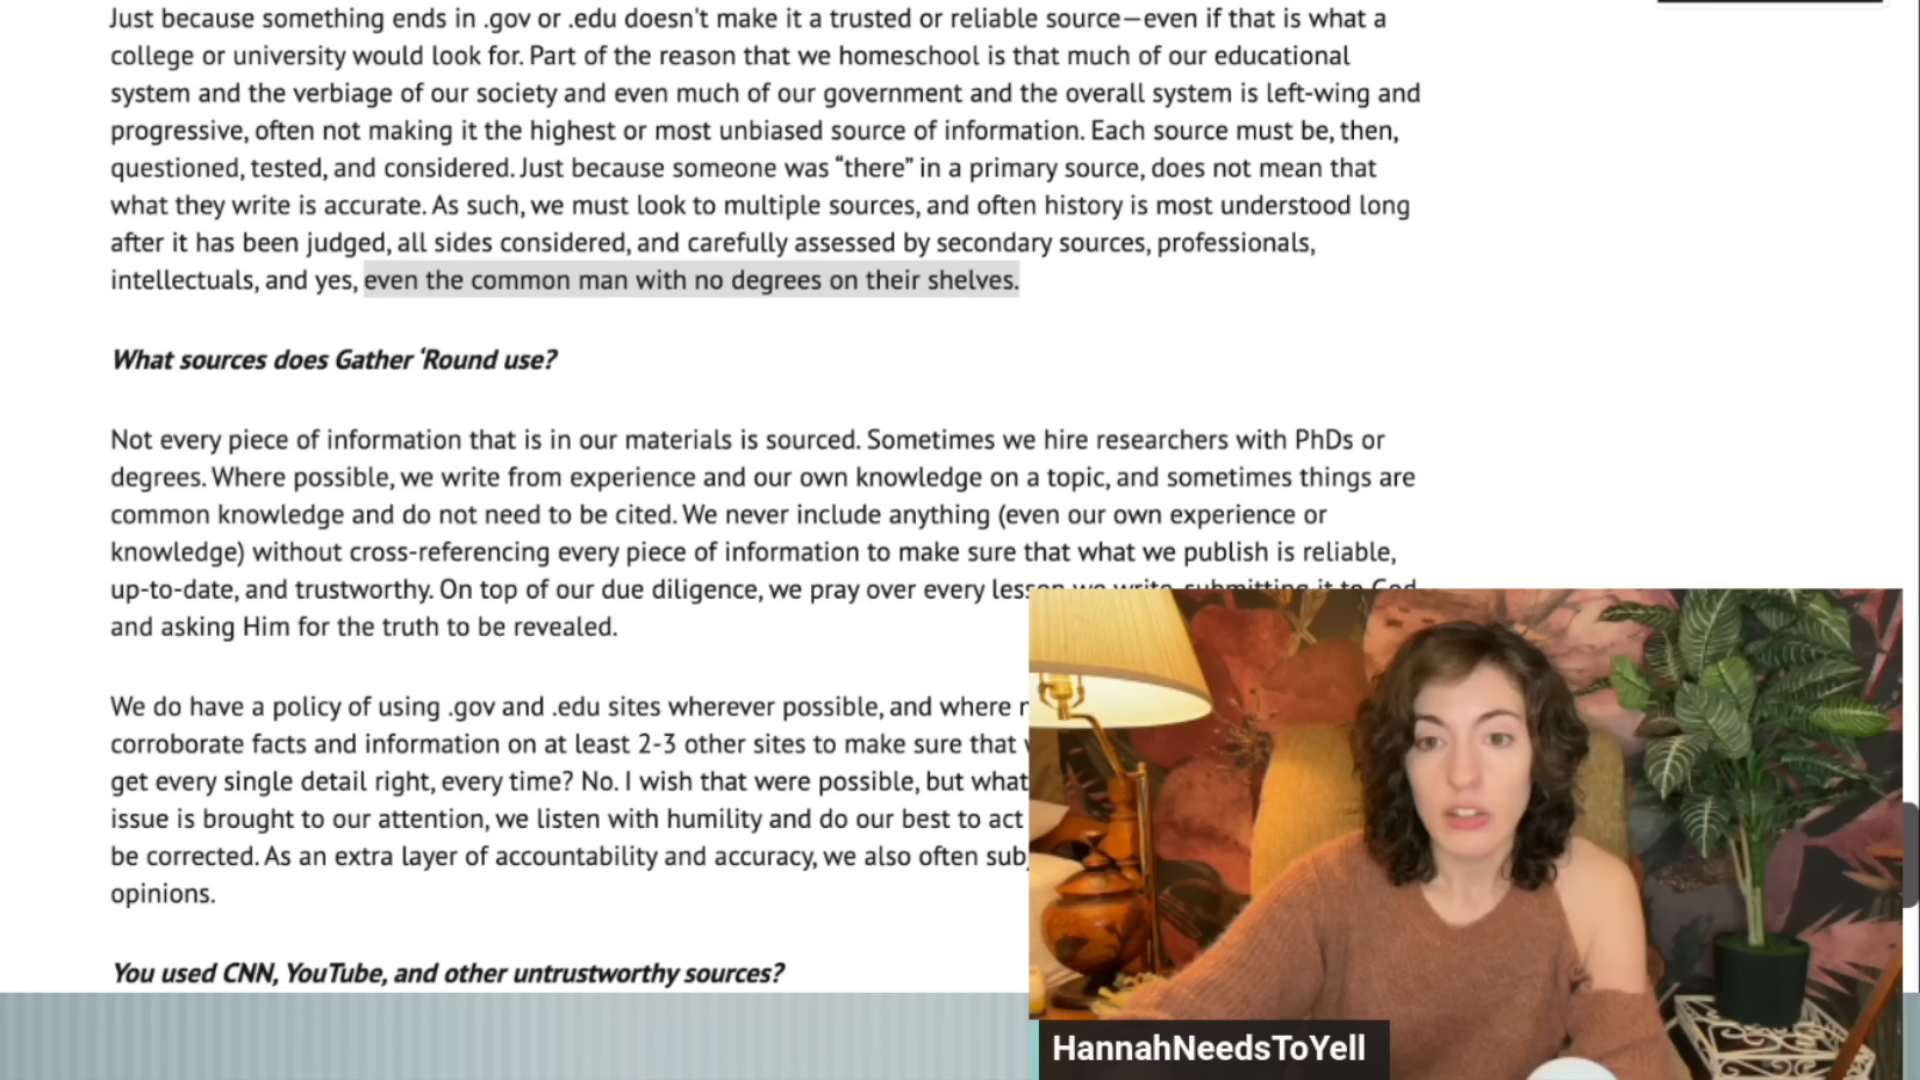 Just because something ends in .gov or .edu doesn't make it a trusted or reliable source—even if that is what a
college or university would look for. Part of the reason that we homeschool is that much of our educational
system and the verbiage of our society and even much of our government and the overall system is left-wing and
progressive, often not making it the highest or most unbiased source of information. Each source must be, then,
questioned, tested, and considered. Just because someone was “there” in a primary source, does not mean that
what they write is accurate. As such, we must look to multiple sources, and often history is most understood long
after it has been judged, all sides considered, and carefully assessed by secondary sources, professionals,
intellectuals, and yes, even the common man with no degrees on their shelves.
What sources does Gather ‘Round use?
Not every piece of information that is in our materials is sourced. Sometimes we hire researchers with PhDs or
degrees. Where possible, we write from experience and our own knowledge on a topic, and sometimes things are
common knowledge and do not need to be cited. We never include anything (even our own experience or
knowledge) without cross-referencing every piece of information to make sure that what we publish is reliable,
up-to-date, and trustworthy. On top of our due diligence, we pray over every lesson we write, submitting it to God
and asking Him for the truth to be revealed.
We do have a policy of using .gov and .edu sites wherever possible, and where
corroborate facts and information on at least 2-3 other sites to make sure that
get every single detail right, every time? No. I wish that were possible, but what
issue is brought to our attention, we listen with humility and do our best to act
be corrected. As an extra layer of accountability and accuracy, we also often
opinions.
You used CNN, YouTube, and other untrustworthy sources?
HannahNeedsToYell